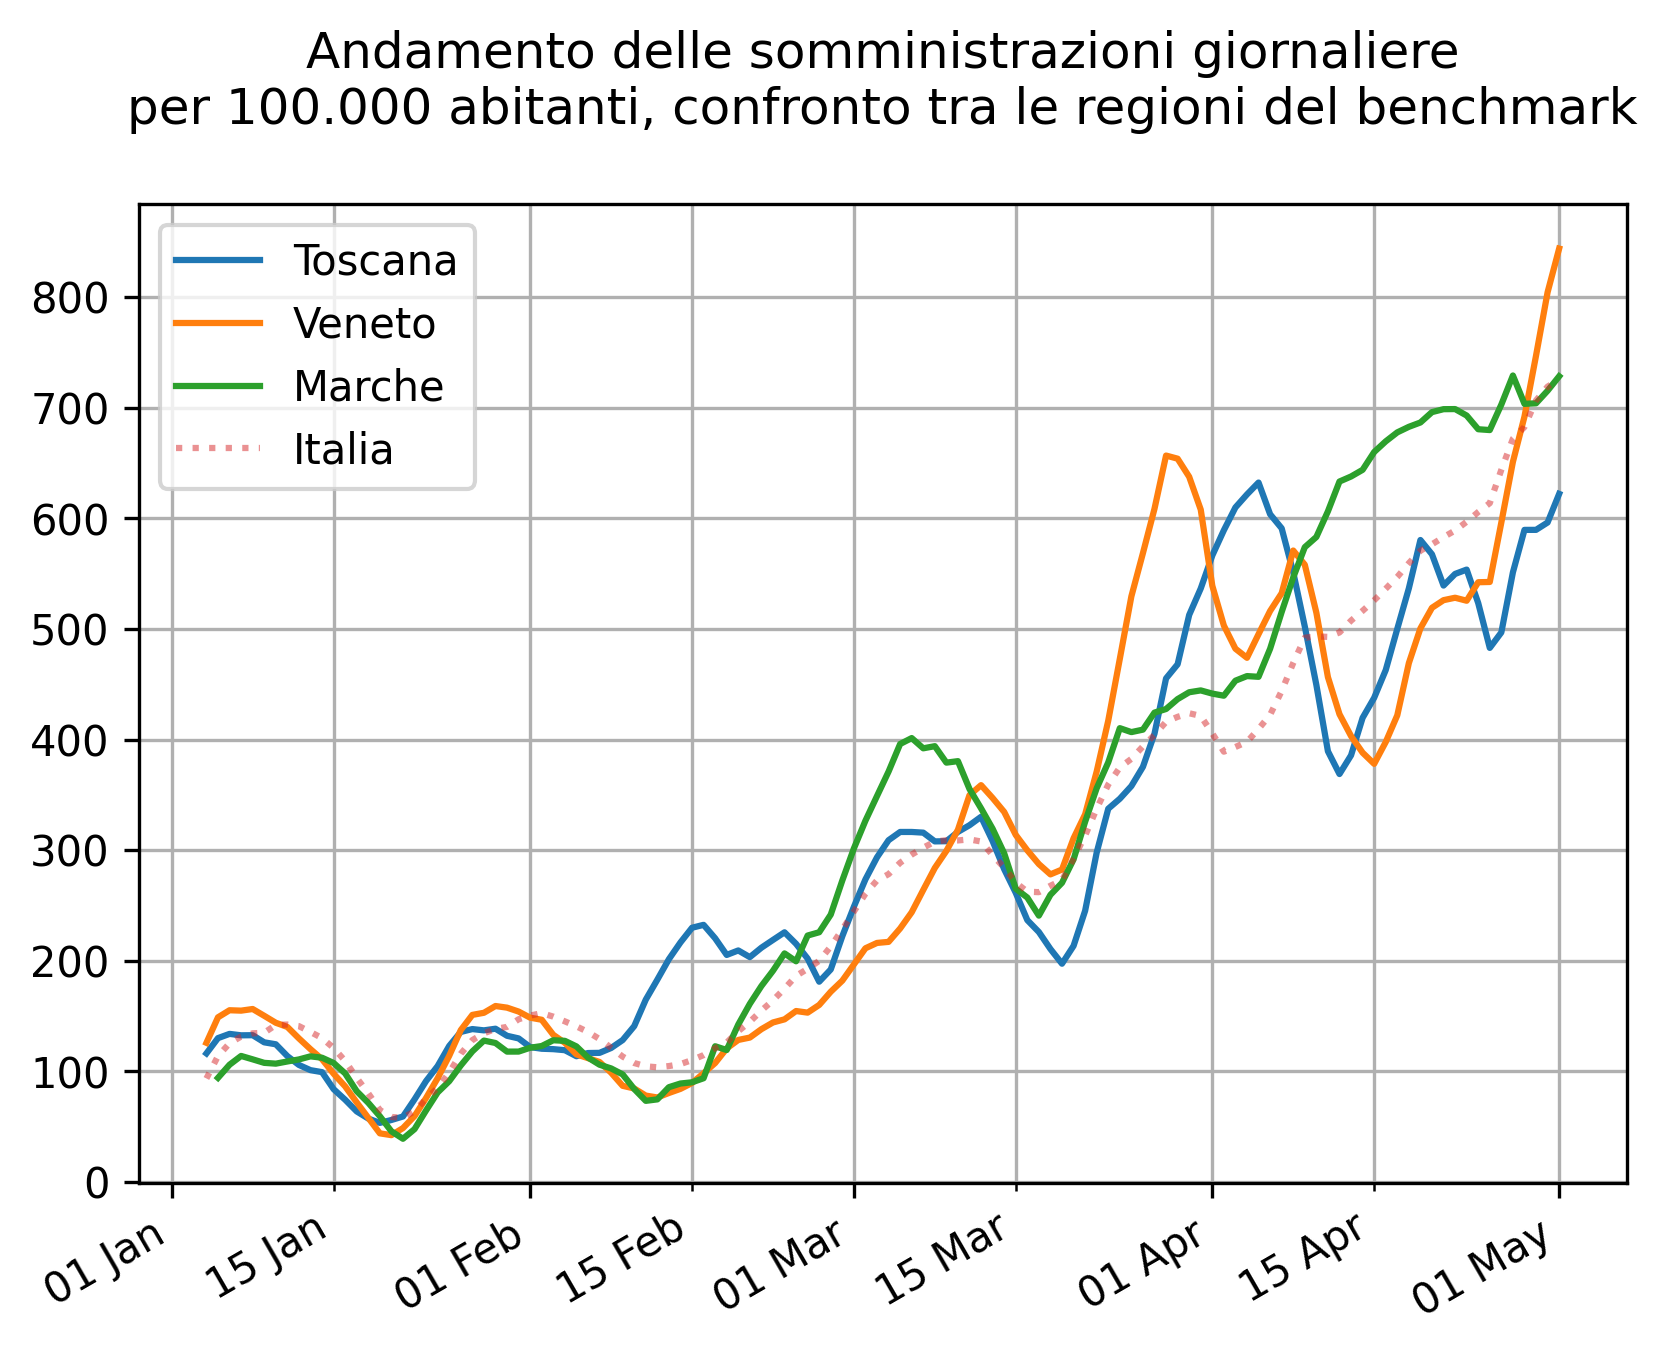 Andamento delle somministrazioni giornaliere
per 100.000 abitanti, confronto tra le regioni del benchmark
Toscana
Veneto
Marche
Italia
800
700
600
500
400
300
200
100
0
01 Jan
15 Jan
01 Feb
15 Feb
01 Mar
15 Mar
01 Apr
15 Apr
01 May